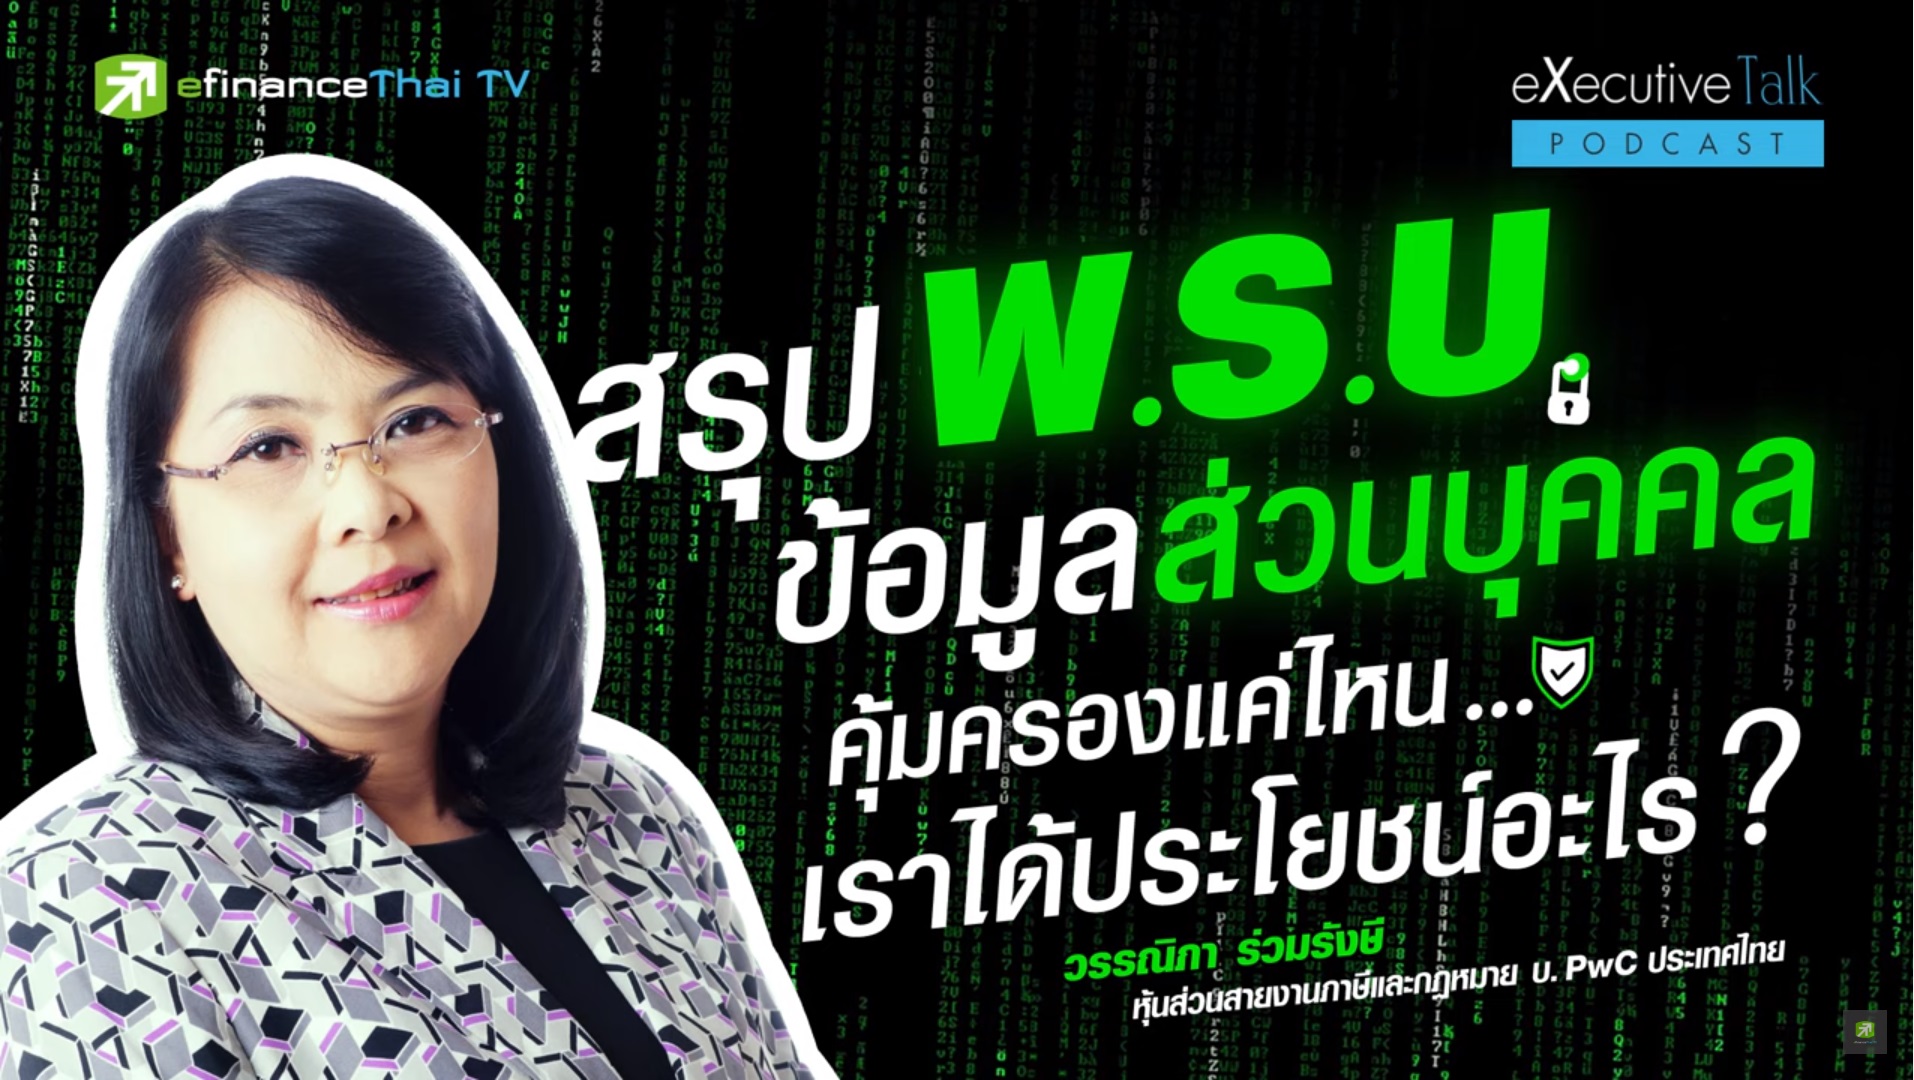 efinanceThai TV
eXecutive Talk
PODCAST
สรุป พ.ร.บ.
ข้อมูลส่วนบุคคล
คุ้มครองแค่ไหน...
เราได้ประโยชน์อะไร?
วรรณิภา ร่วมรังษี
หุ้นส่วนสายงานภาษีและกฎหมาย บ. PwC ประเทศไทย